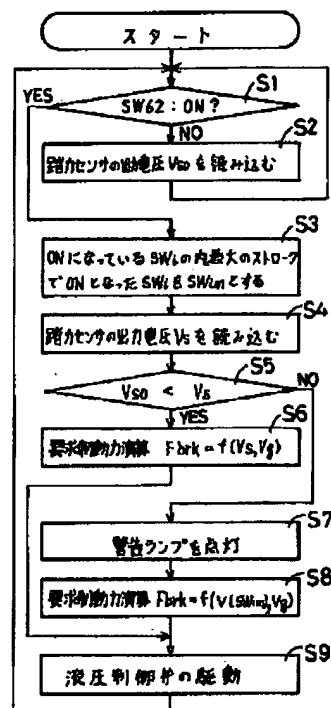 スタート
S1
YES
SW62:ON?
NO
S2
踏力センサの出力電圧Vsoを読み込む
S3
ONになっているSWiの内最大のストローク
でONとなったSWiをSWimとする
S4
踏力センサの出力電圧Vsを読み込む
S5
Vso < Vs
NO
YES
S6
要求制動力演算 Fbrk=f(Vs,Vg)
S7
警告ランプを点灯
S8
要求制動力演算 Fbrk=f(V(SWim),Vg)
S9
液圧制御弁の駆動